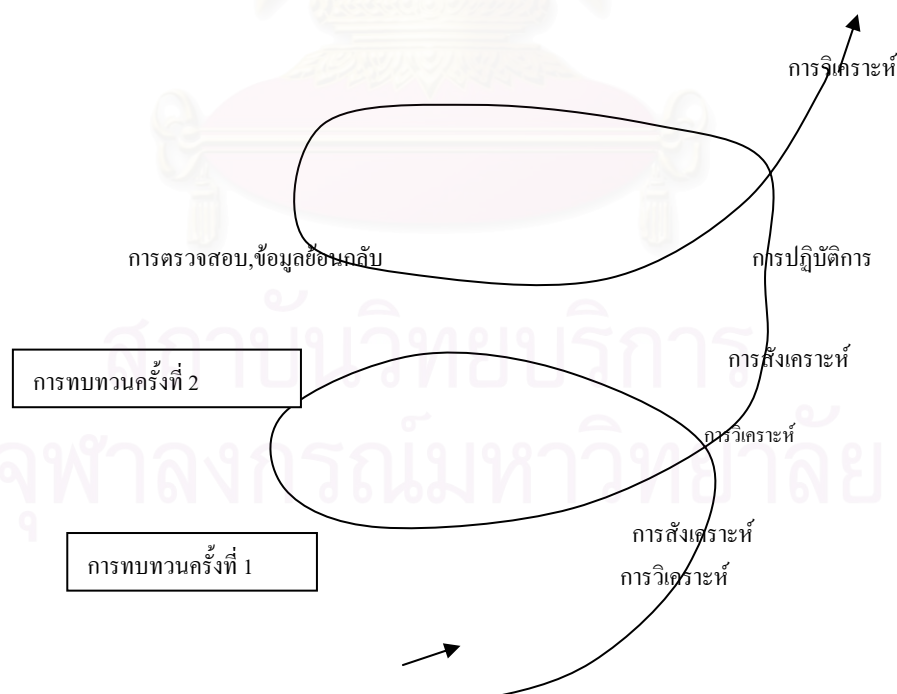 การวิเคราะห์
การตรวจสอบ,ข้อมูลย้อนกลับ
การปฏิบัติการ
การสังเคราะห์
การทบทวนครั้งที่ 2
การวิเคราะห์
การสังเคราะห์
การทบทวนครั้งที่ 1
การวิเคราะห์
สถาบันวิทยบริการ
จุฬาลงกรณ์มหาวิทยาลัย